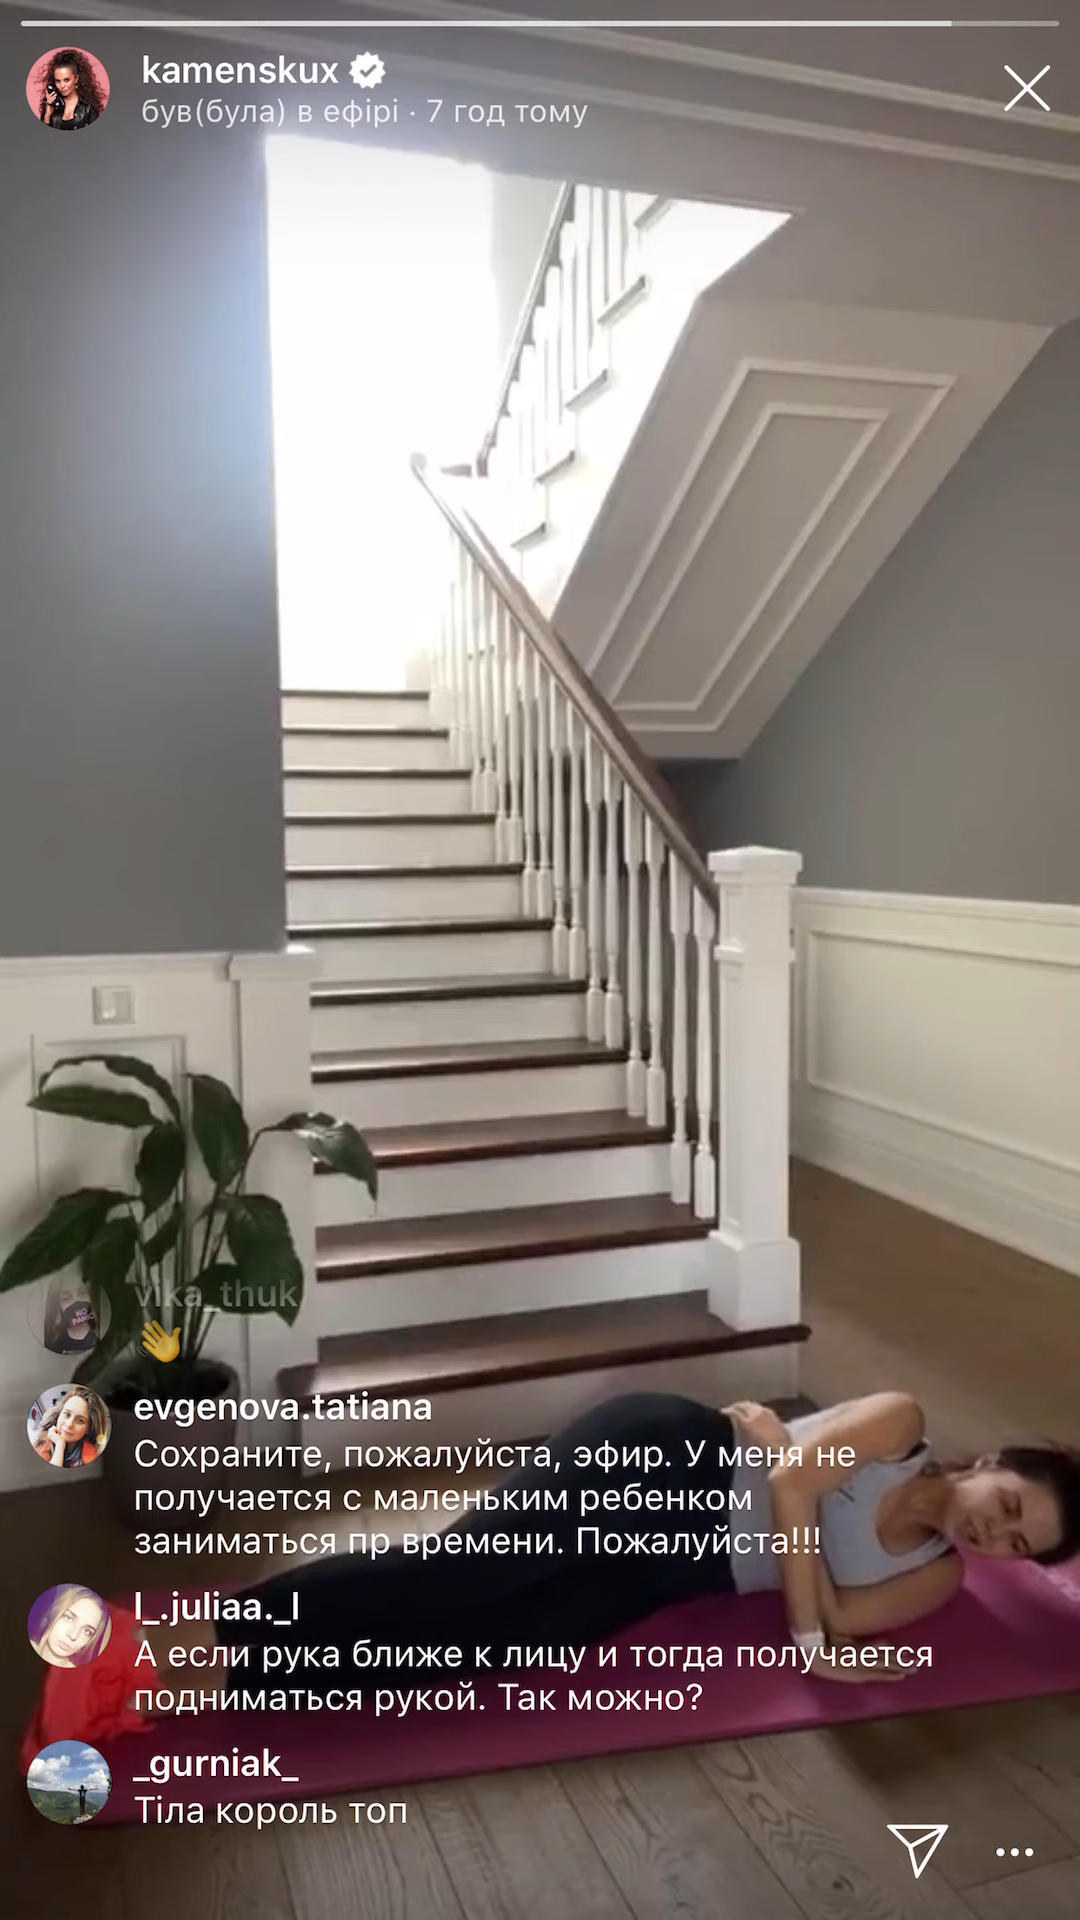 kamenskux
був(була) в ефірі · 7 год тому
vika_thuk
NO PANIC
👋
evgenova.tatiana
Сохраните, пожалуйста, эфир. У меня не
получается с маленьким ребенком
заниматься пр времени. Пожалуйста!!!
l_.juliaa._l
А если рука ближе к лицу и тогда получается
подниматься рукой. Так можно?
_gurniak_
Тіла король топ